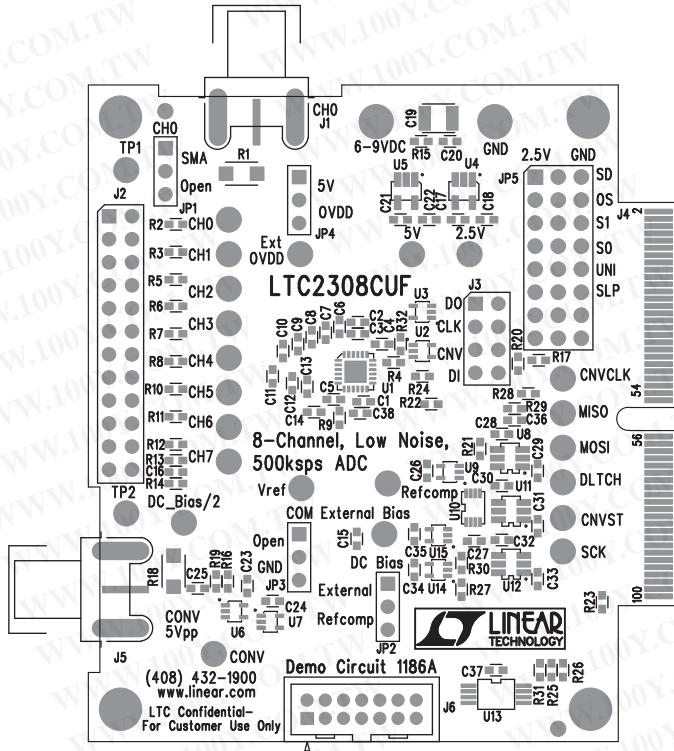 WWW.100Y.COM.TW
CH0
J1
CH0
TP1
SMA
Open
JP1
R1
5V
OVDD
JP4
Ext
OVDD
6-9VDC
C19
R15
C20
GND
U5
U4
C21
C22
C17
C18
5V
2.5V
2.5V
GND
JP5
SD
OS
S1
S0
UNI
SLP
J4
2
J2
R2
CH0
R3
CH1
R5
CH2
R6
CH3
R7
R8
CH4
R10
CH5
R11
CH6
R12
R13
CH7
C16
R14
TP2
DC_Bias/2
LTC2308CUF
U3
J3
DO
CLK
CNV
DI
C10
C9
C8
C7
C6
C2
C3
C4
R32
U2
R4
R24
R22
U1
C11
C12
C13
C14
C5
R9
C1
C38
8-Channel, Low Noise,
500ksps ADC
R20
R17
CNVCLK
54
56
R28
R29
C36
MISO
R21
C28
U8
C29
MOSI
C26
U9
C30
U11
DLTCH
Refcomp
U10
C31
CNVST
C35
U15
C27
C32
SCK
C34
U14
R30
R27
U12
C33
Vref
COM
External Bias
Open
GND
JP3
C15
DC Bias
External
Refcomp
JP2
R18
C25
R19
R16
C23
C24
U6
U7
CONV
5Vpp
J5
CONV
R23
100
LINEAR
TECHNOLOGY
(408) 432-1900
www.linear.com
LTC Confidential-
For Customer Use Only
Demo Circuit 1186A
J6
C37
U13
R31
R25
R26